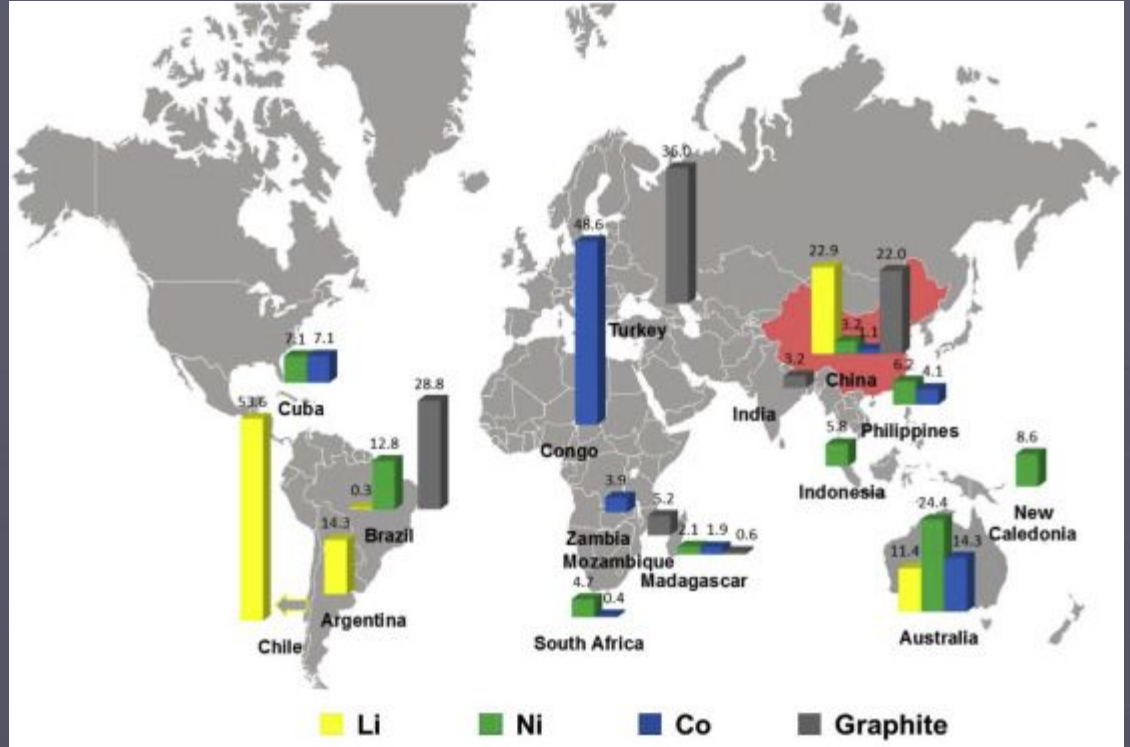 36.0
48.6
22.9
22.0
Turkey
3.2
1.1
7.1 7.1
3.2
China
6.2
4.1
28.8
53.6
Cuba
India
Philippines
5.8
12.8
Congo
8.6
0.3
3.9
Indonesia
24.4
14.3
Brazil
5.2
New
Caledonia
Zambia
2.1 1.9 0.6
14.3
Mozambique
11.4
Madagascar
4.7
0.4
Argentina
Chile
South Africa
Australia
Li Ni Co Graphite